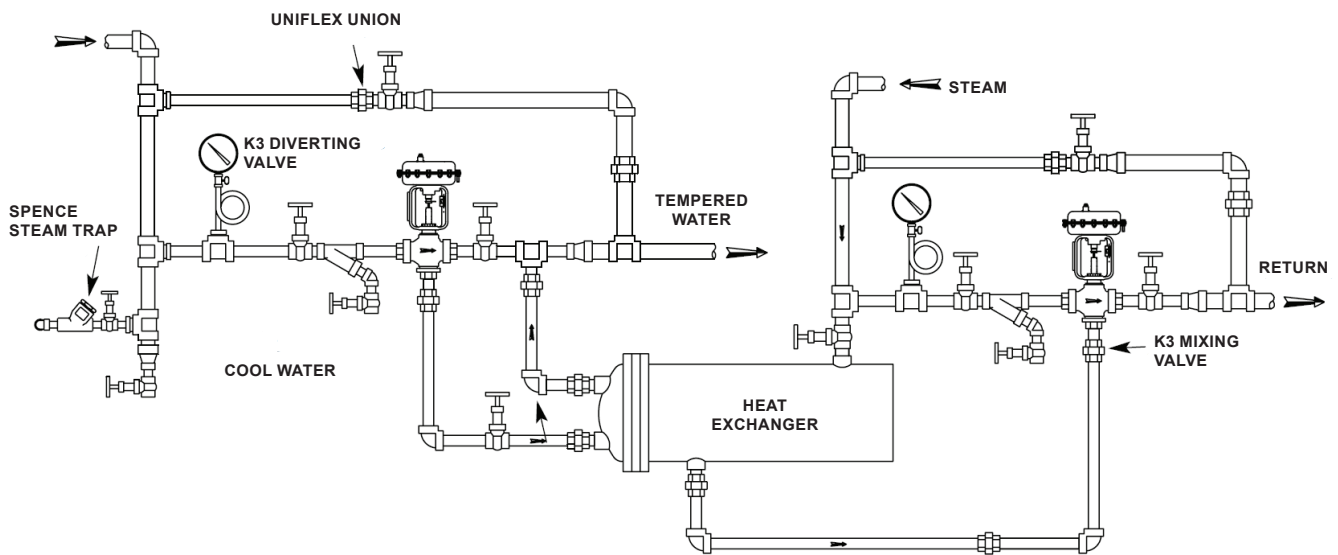 UNIFLEX UNION
STEAM
K3 DIVERTING
VALVE
SPENCE
STEAM TRAP
TEMPERED
WATER
RETURN
K3 MIXING
VALVE
COOL WATER
HEAT
EXCHANGER